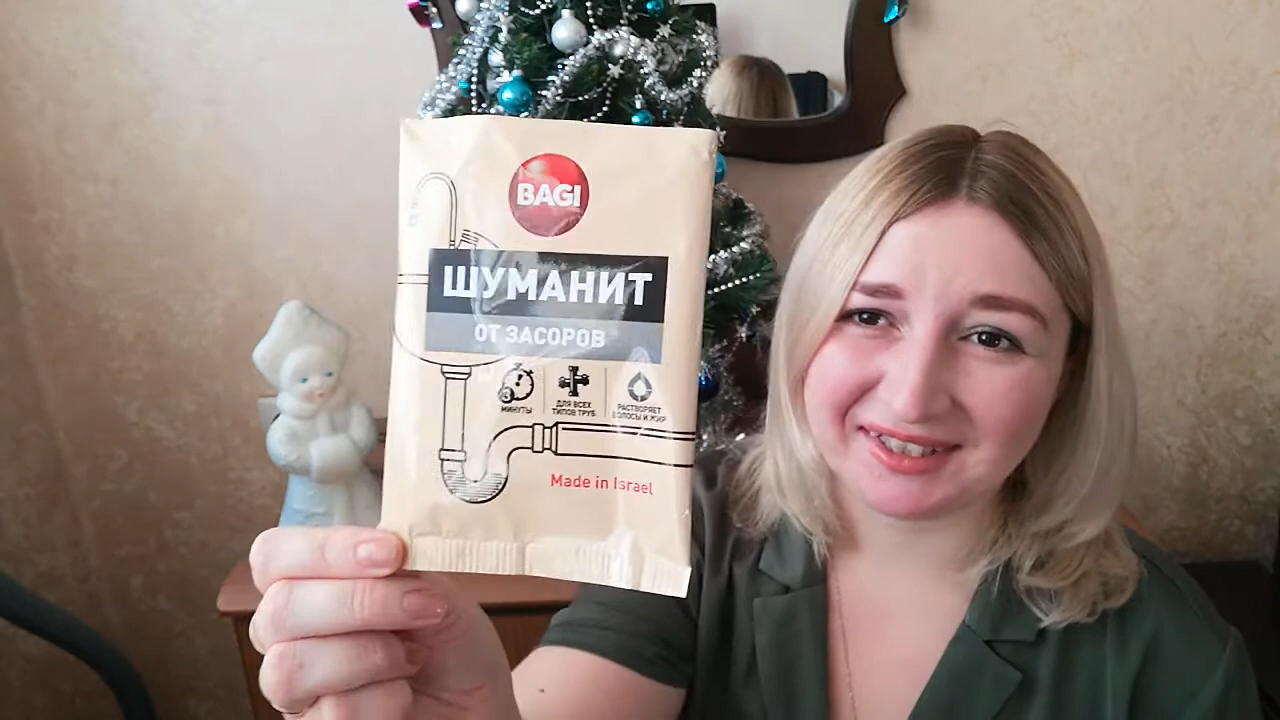 BAGI
ШУМАНИТ
ОТ ЗАСОРОВ
МИНУТЫ
ДЛЯ ВСЕХ
ТИПОВ ТРУБ
РАСТВОРЯЕТ
ВОЛОСЫ И ЖИР
Made in Israel